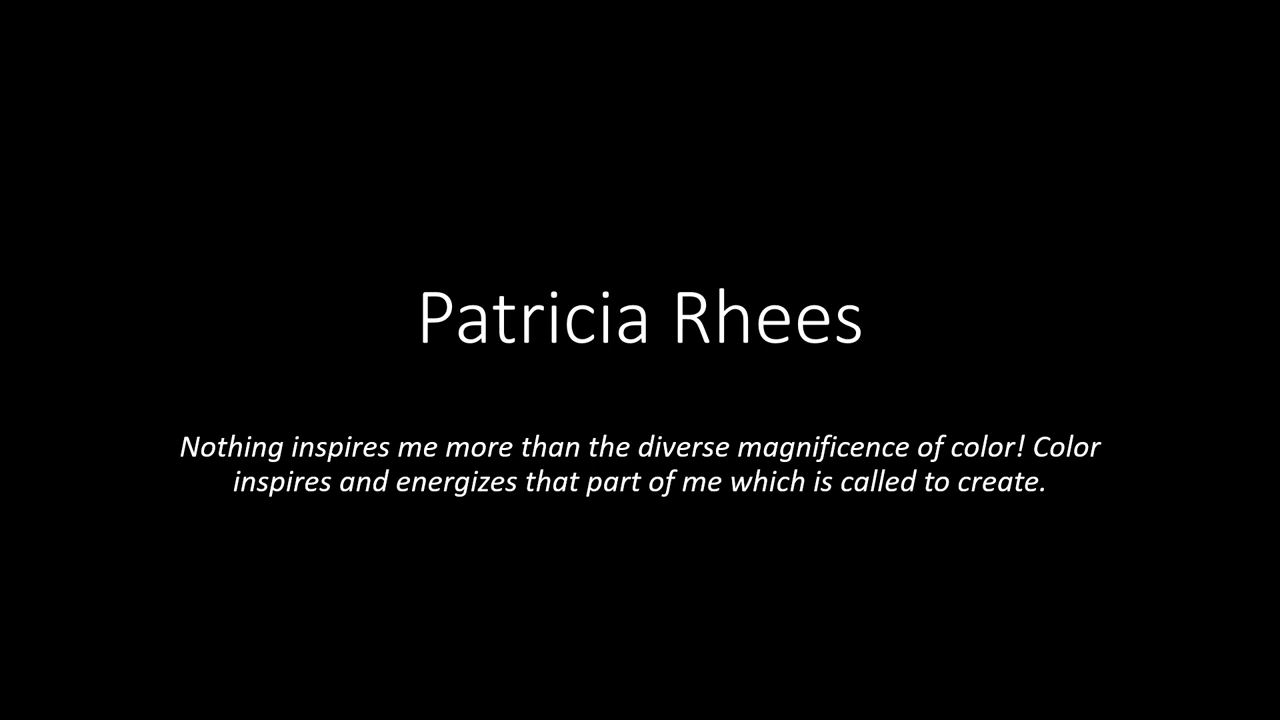 Patricia Rhees
Nothing inspires me more than the diverse magnificence of color! Color
inspires and energizes that part of me which is called to create.